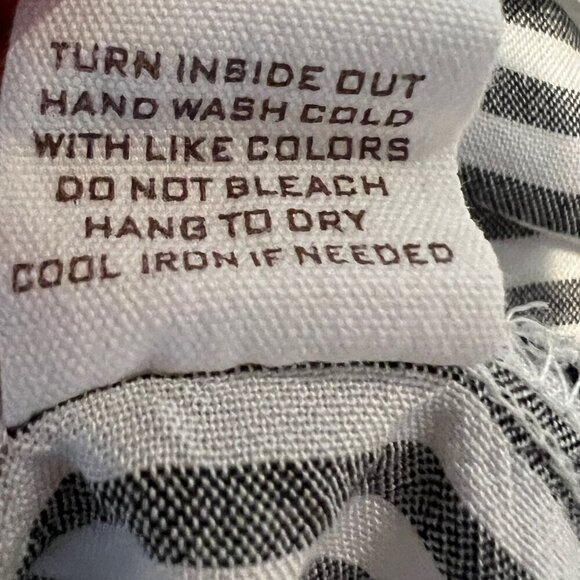 TURN INSIDE OUT
HAND WASH COLD
WITH LIKE COLORS
DO NOT BLEACH
HANG TO DRY
COOL IRON IF NEEDED